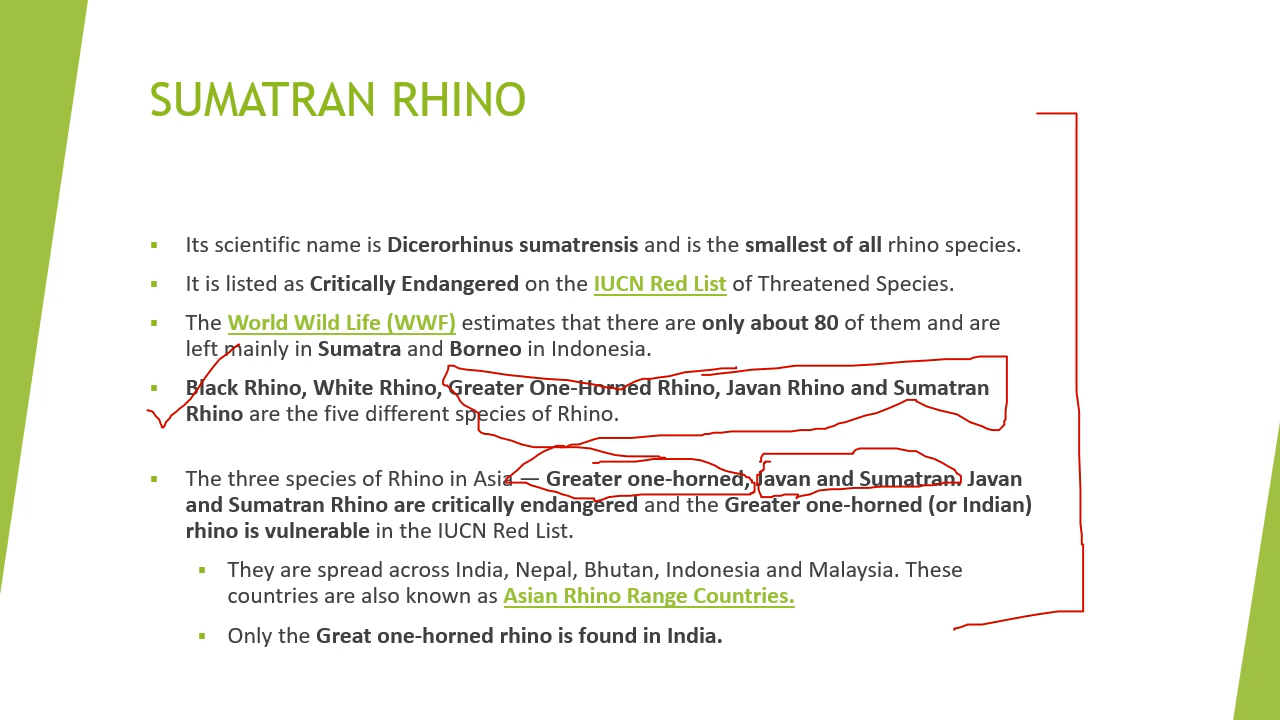 SUMATRAN RHINO
Its scientific name is Dicerorhinus sumatrensis and is the smallest of all rhino species.
It is listed as Critically Endangered on the IUCN Red List of Threatened Species.
The World Wild Life (WWF) estimates that there are only about 80 of them and are
left mainly in Sumatra and Borneo in Indonesia.
Black Rhino, White Rhino, Greater One-Horned Rhino, Javan Rhino and Sumatran
Rhino are the five different species of Rhino.
The three species of Rhino in Asia — Greater one-horned, Javan and Sumatran. Javan
and Sumatran Rhino are critically endangered and the Greater one-horned (or Indian)
rhino is vulnerable in the IUCN Red List.
They are spread across India, Nepal, Bhutan, Indonesia and Malaysia. These
countries are also known as Asian Rhino Range Countries.
Only the Great one-horned rhino is found in India.